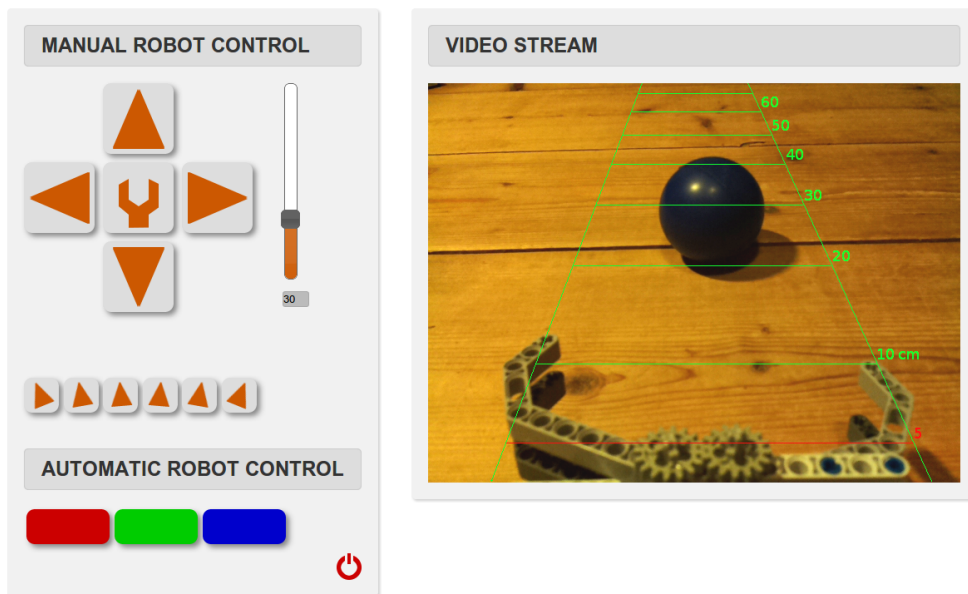 MANUAL ROBOT CONTROL
30
AUTOMATIC ROBOT CONTROL
VIDEO STREAM
60
50
40
30
20
10 cm
5